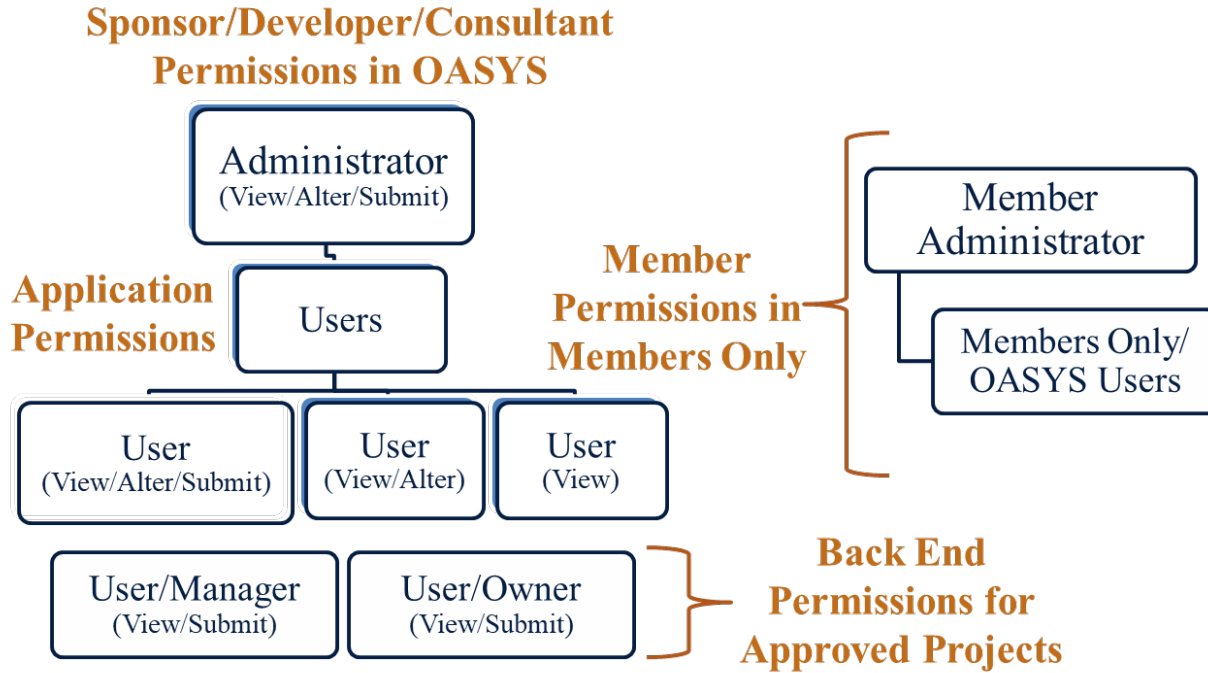 Sponsor/Developer/Consultant
Permissions in OASYS
Administrator
(View/Alter/Submit)
Application
Permissions
Users
User
(View/Alter/Submit)
User
(View/Alter)
User
(View)
User/Manager
(View/Submit)
User/Owner
(View/Submit)
Back End
Permissions for
Approved Projects
Member
Permissions in
Members Only
Member
Administrator
Members Only/
OASYS Users